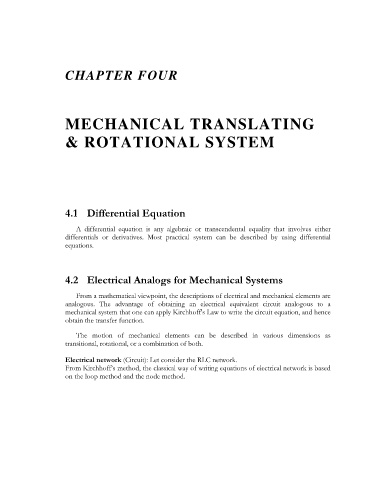 CHAPTER FOUR
MECHANICAL TRANSLATING
& ROTATIONAL SYSTEM
4.1 Differential Equation
A differential equation is any algebraic or transcendental equality that involves either
differentials or derivatives. Most practical system can be described by using differential
equations.
4.2 Electrical Analogs for Mechanical Systems
From a mathematical viewpoint, the descriptions of electrical and mechanical elements are
analogous. The advantage of obtaining an electrical equivalent circuit analogous to a
mechanical system that one can apply Kirchhoff's Law to write the circuit equation, and hence
obtain the transfer function.
The motion of mechanical elements can be described in various dimensions as
transitional, rotational, or a combination of both.
Electrical network (Circuit): Let consider the RLC network.
From Kirchhoff's method, the classical way of writing equations of electrical network is based
on the loop method and the node method.